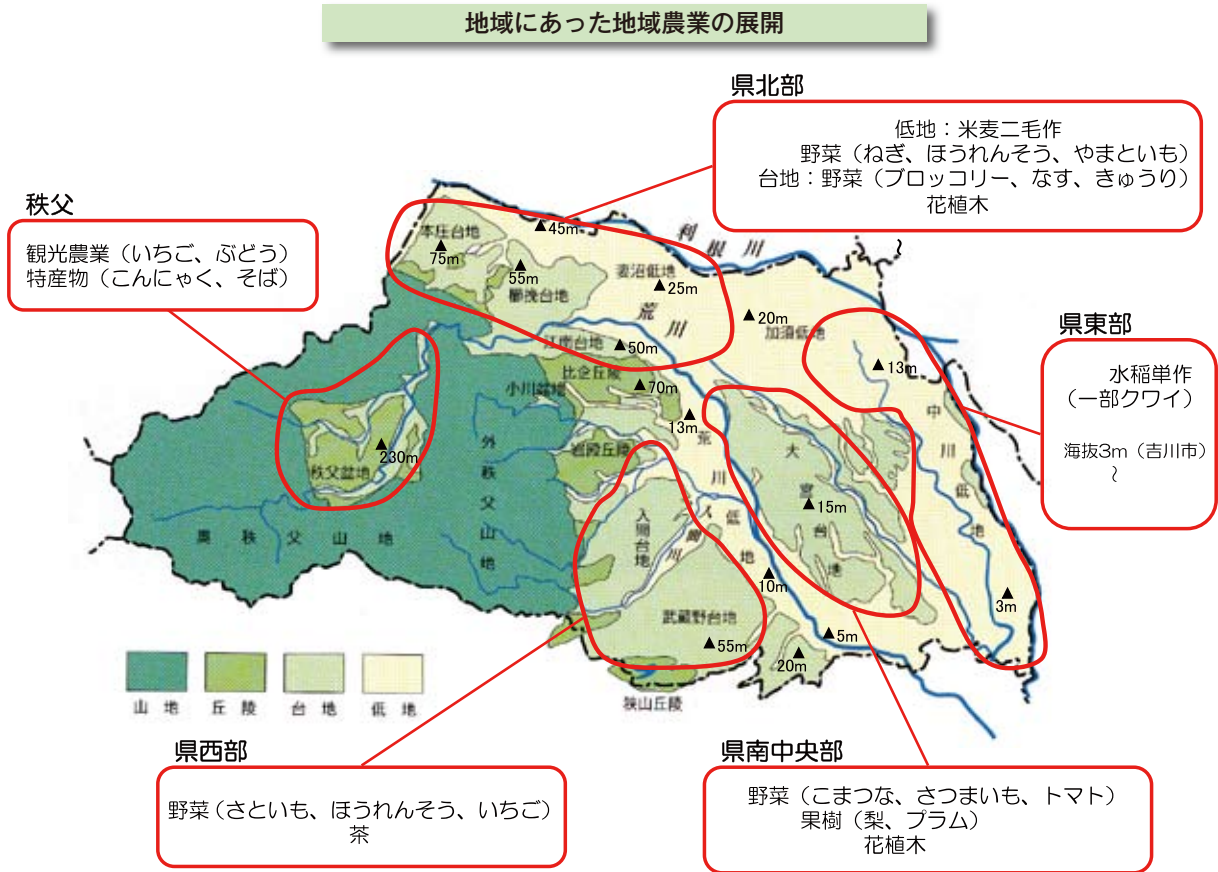 地域にあった地域農業の展開
県北部
低地：米麦二毛作
野菜（ねぎ、ほうれんそう、やまといも）
台地：野菜（ブロッコリー、なす、きゅうり）
花植木
秩父
観光農業（いちご、ぶどう）
特産物（こんにゃく、そば）
県東部
水稲単作
（一部クワイ）
海抜3m（吉川市）
～
本庄台地
75m
45m
利根川
55m
櫛挽台地
妻沼低地
25m
荒川
20m
加須低地
江南台地
50m
13m
比企丘陵
70m
小川盆地
13m
中川低地
岩殿丘陵
荒川低地
大宮台地
15m
230m
秩父盆地
外秩父山地
奥秩父山地
入間台地
入間川
10m
3m
武蔵野台地
55m
5m
20m
狭山丘陵
山地
丘陵
台地
低地
県西部
野菜（さといも、ほうれんそう、いちご）
茶
県南中央部
野菜（こまつな、さつまいも、トマト）
果樹（梨、プラム）
花植木